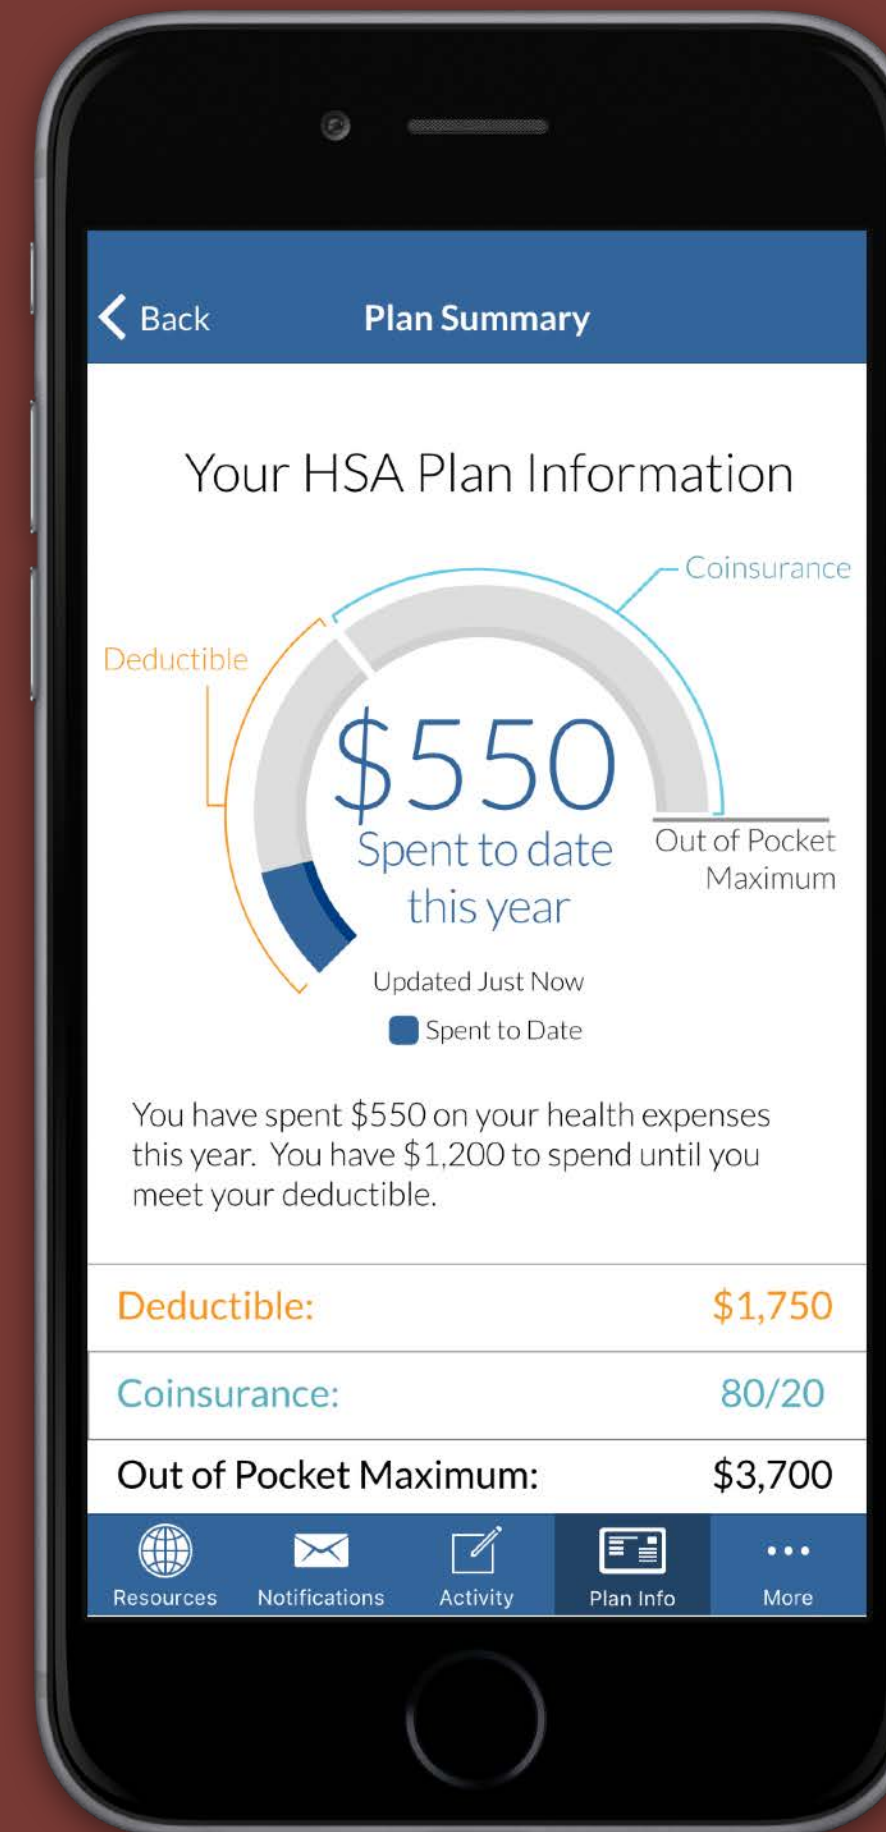 Back
Plan Summary
Your HSA Plan Information
Coinsurance
Deductible
$550
Spent to date
this year
Out of Pocket
Maximum
Updated Just Now
Spent to Date
You have spent $550 on your health expenses
this year. You have $1,200 to spend until you
meet your deductible.
Deductible: $1,750
Coinsurance: 80/20
Out of Pocket Maximum: $3,700
Resources Notifications Activity Plan Info More